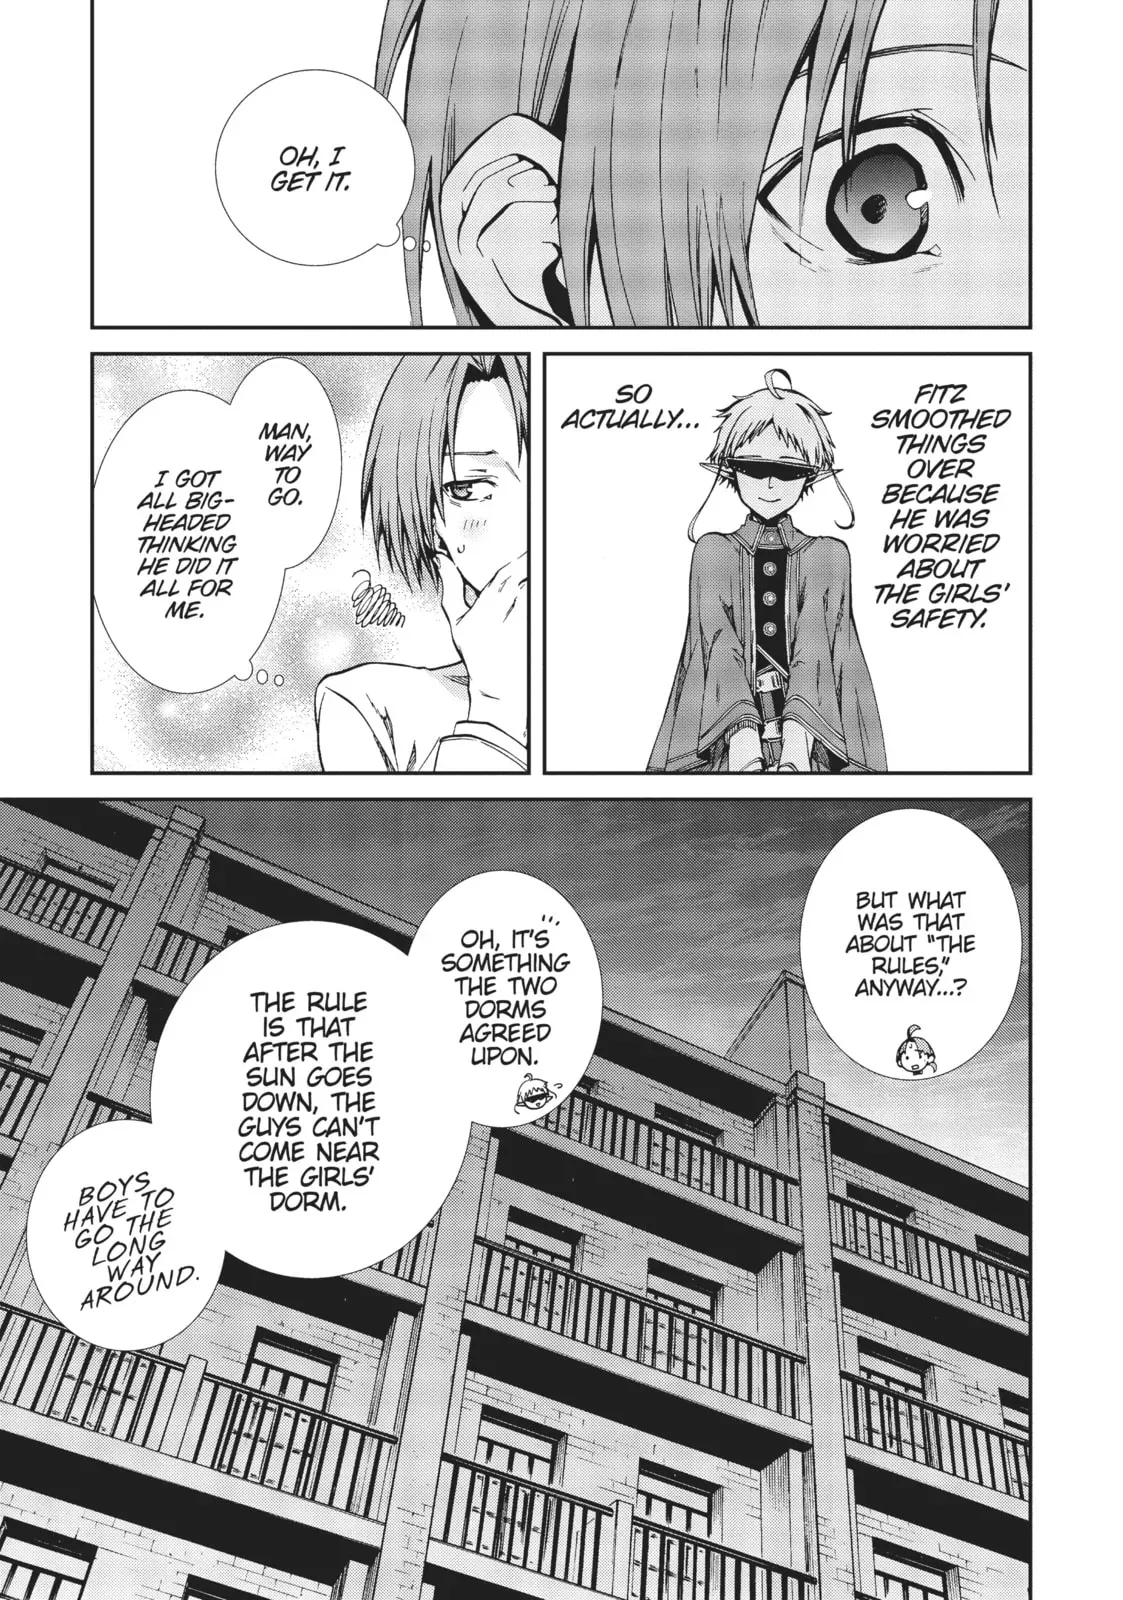 OH, I
GET IT.
FITZ
SMOOTHED
THINGS
OVER
BECAUSE
HE WAS
WORRIED
ABOUT
THE GIRLS'
SAFETY.
SO
ACTUALLY...
MAN,
WAY
TO
GO.
I GOT
ALL BIG-
HEADED
THINKING
HE DID IT
ALL FOR
ME.
BUT WHAT
WAS THAT
ABOUT "THE
RULES,"
ANYWAY...?
OH, IT'S
SOMETHING
THE TWO
DORMS
AGREED
UPON.
THE RULE
IS THAT
AFTER THE
SUN GOES
DOWN, THE
GUYS CAN'T
COME NEAR
THE GIRLS'
DORM.
BOYS
HAVE TO
GO THE
LONG
WAY
AROUND.